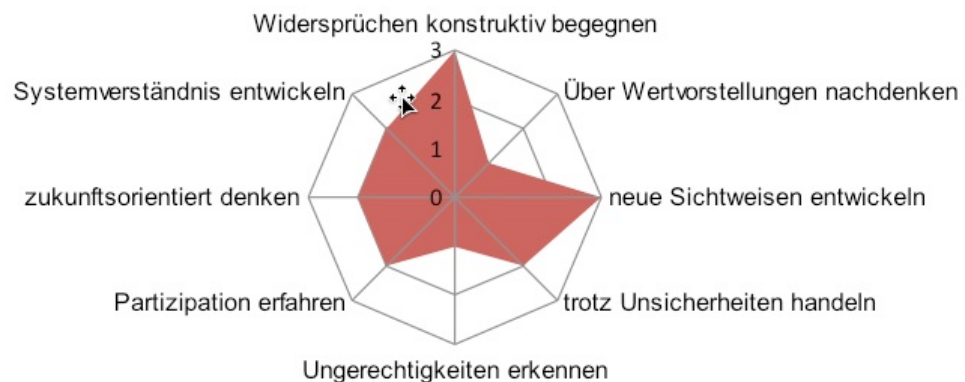 Widersprüchen konstruktiv begegnen
3
Systemverständnis entwickeln
Über Wertvorstellungen nachdenken
2
1
zukunftsorientiert denken
0
neue Sichtweisen entwickeln
Partizipation erfahren
trotz Unsicherheiten handeln
Ungerechtigkeiten erkennen